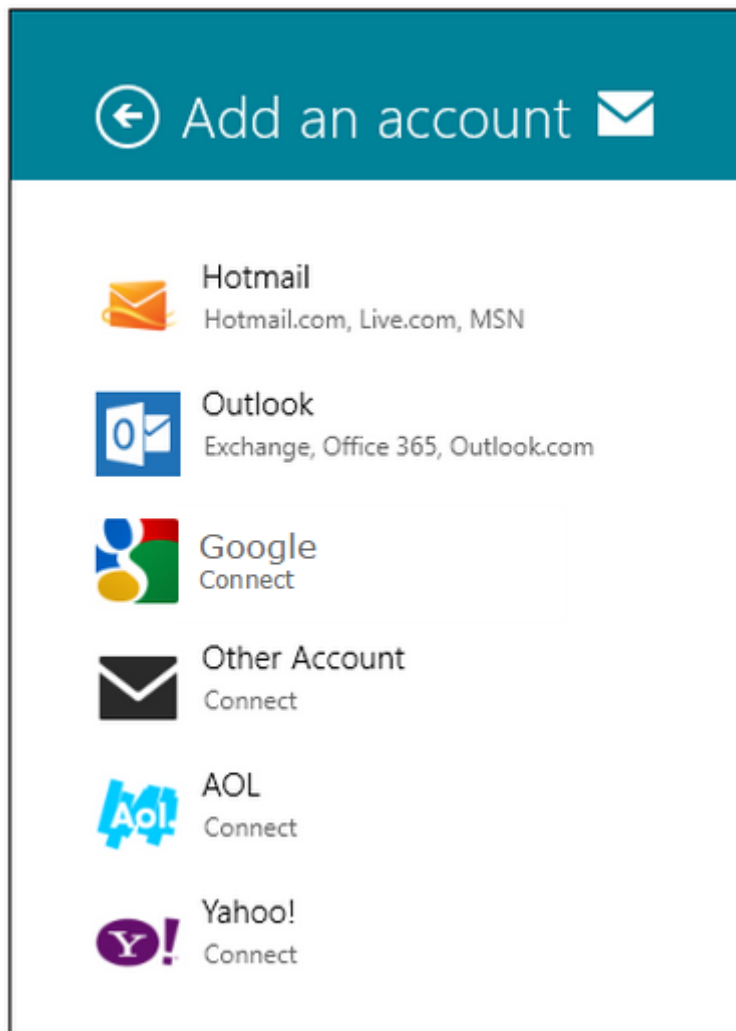 Add an account
Hotmail
Hotmail.com, Live.com, MSN
Outlook
Exchange, Office 365, Outlook.com
Google
Connect
Other Account
Connect
Aol.
AOL
Connect
Y!
Yahoo!
Connect